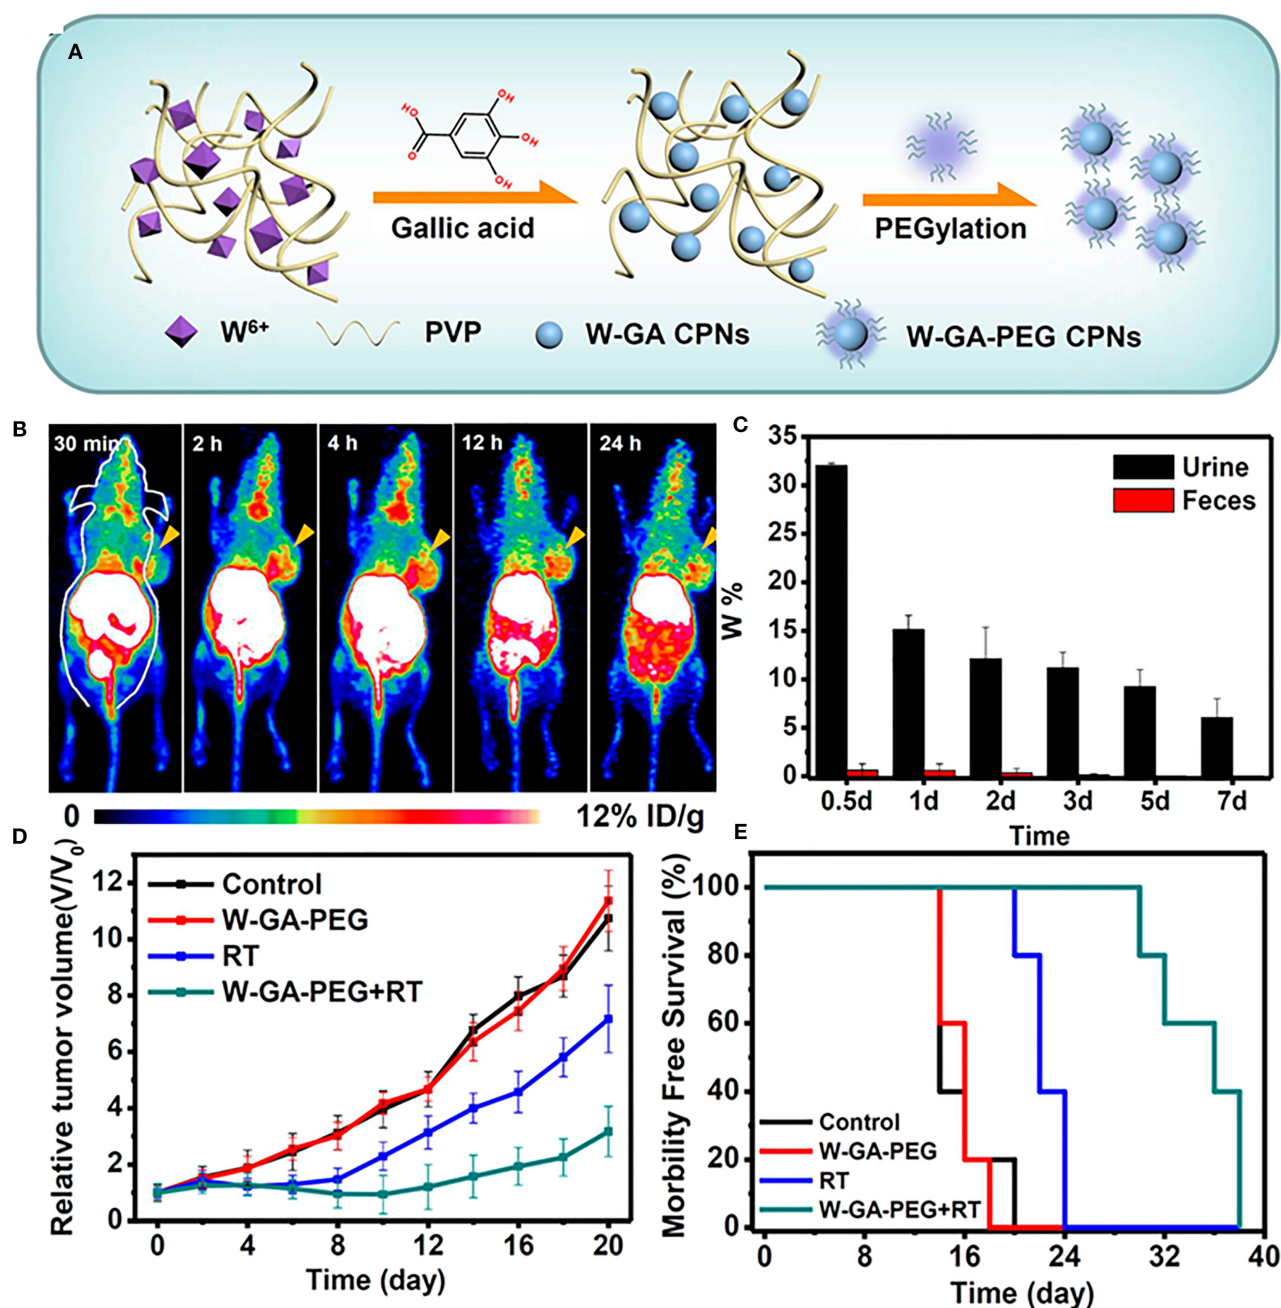 A
HO
O
OH
OH
OH
Gallic acid
PEGylation
W6+
PVP
W-GA CPNs
W-GA-PEG CPNs
B
30 min
2 h
4 h
12 h
24 h
0
12% ID/g
C
35
30
25
20
15
10
5
0
W %
Urine
Feces
0.5d
1d
2d
3d
5d
7d
Time
D
Relative tumor volume(V/V0)
12
10
8
6
4
2
0
Control
W-GA-PEG
RT
W-GA-PEG+RT
0
4
8
12
16
20
Time (day)
E
Morbility Free Survival (%)
100
80
60
40
20
0
Control
W-GA-PEG
RT
W-GA-PEG+RT
0
8
16
24
32
40
Time (day)